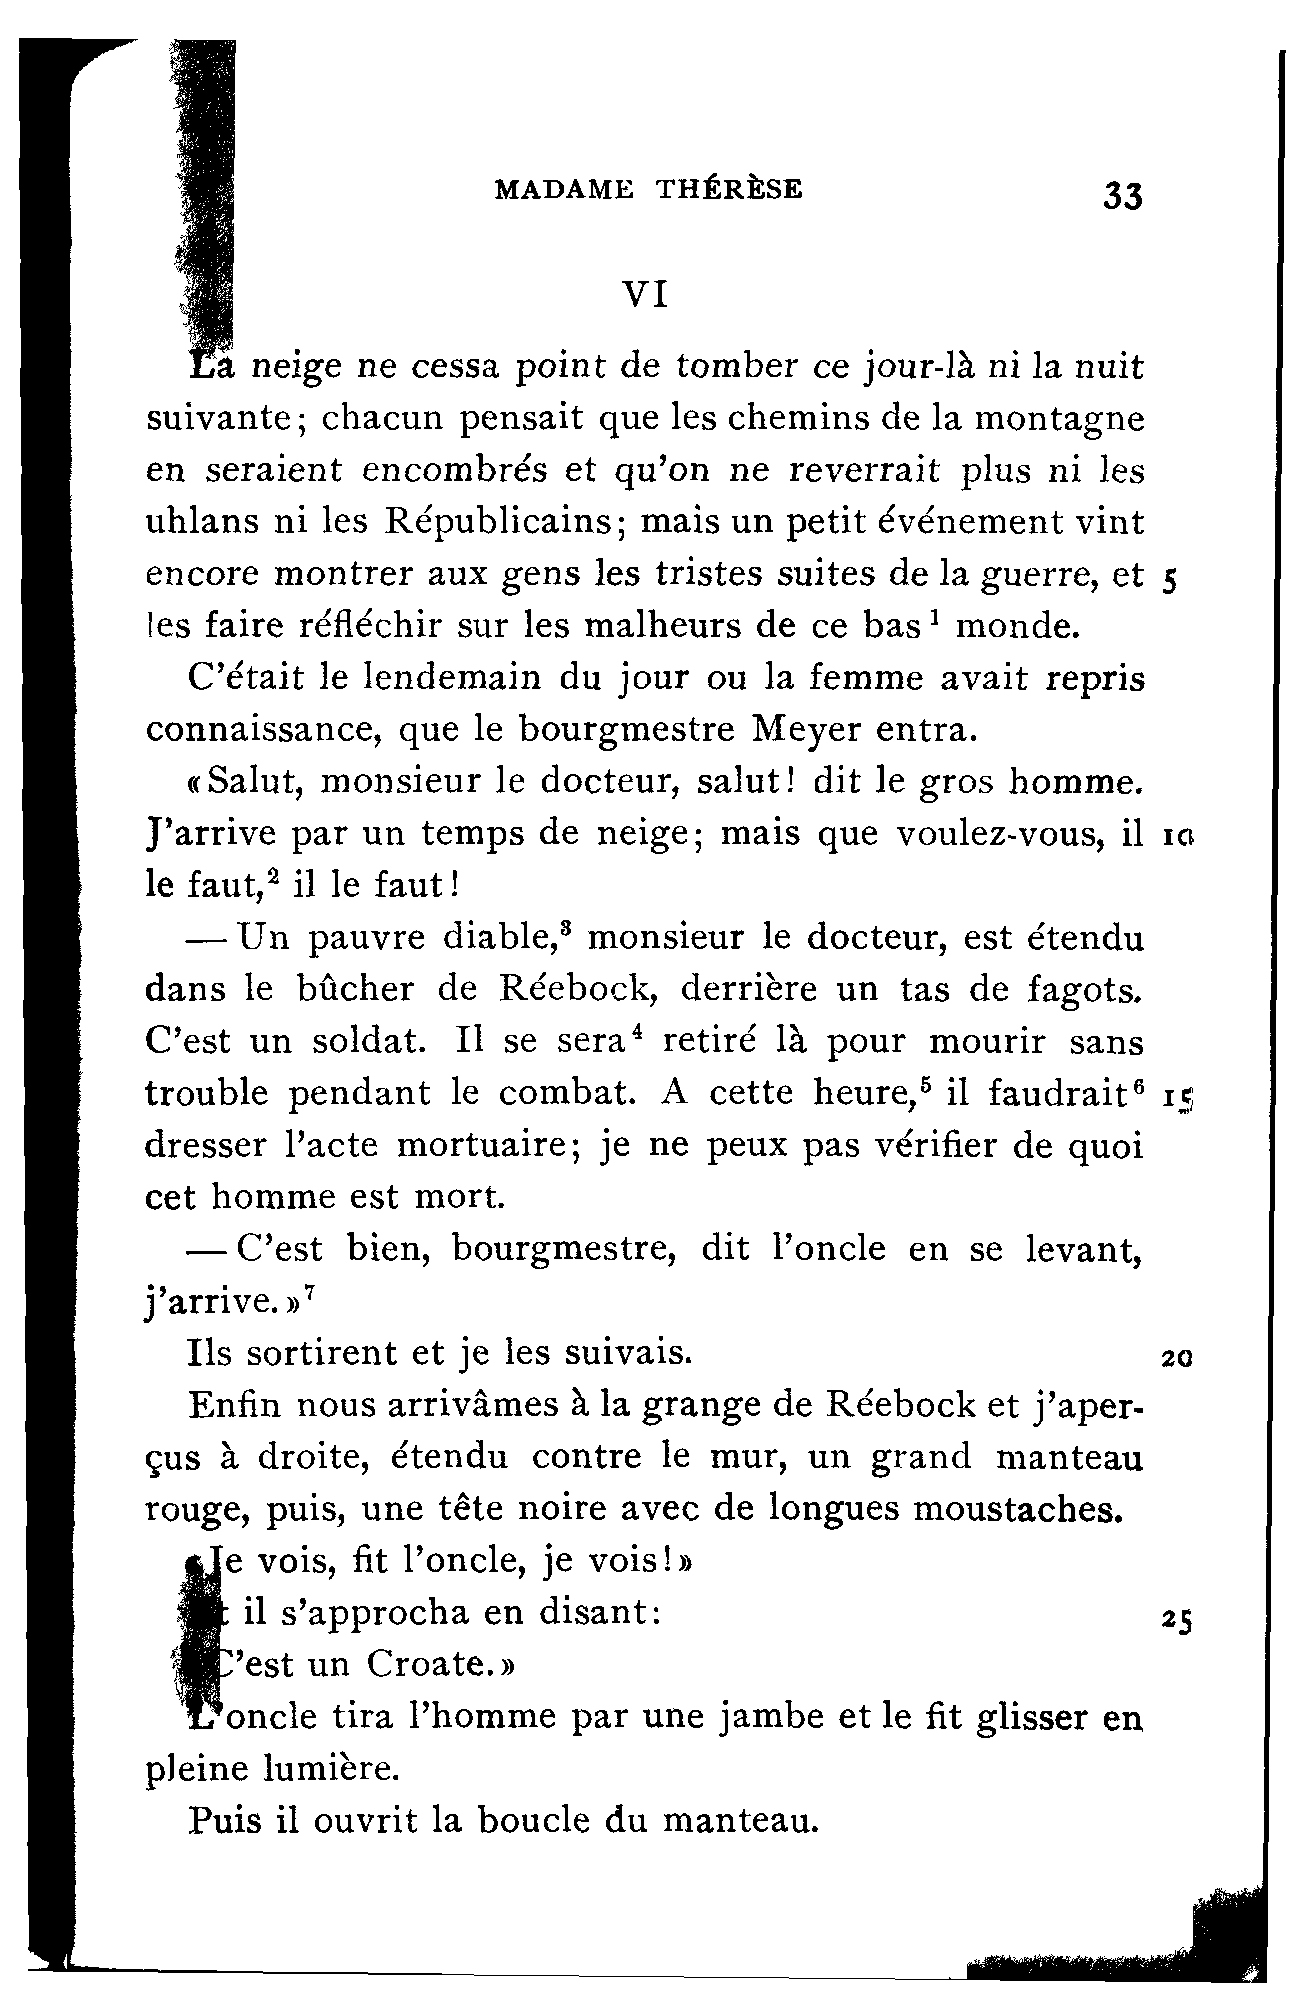 MADAME THÉRÈSE 33
VI
La neige ne cessa point de tomber ce jour-là ni la nuit
suivante; chacun pensait que les chemins de la montagne
en seraient encombrés et qu'on ne reverrait plus ni les
uhlans ni les Républicains; mais un petit événement vint
encore montrer aux gens les tristes suites de la guerre, et 5
les faire réfléchir sur les malheurs de ce bas¹ monde.
C'était le lendemain du jour ou la femme avait repris
connaissance, que le bourgmestre Meyer entra.
«Salut, monsieur le docteur, salut! dit le gros homme.
J'arrive par un temps de neige; mais que voulez-vous, il 10
le faut,² il le faut!
— Un pauvre diable,³ monsieur le docteur, est étendu
dans le bûcher de Réebock, derrière un tas de fagots.
C'est un soldat. Il se sera⁴ retiré là pour mourir sans
trouble pendant le combat. A cette heure,⁵ il faudrait⁶ 15
dresser l'acte mortuaire; je ne peux pas vérifier de quoi
cet homme est mort.
— C'est bien, bourgmestre, dit l'oncle en se levant,
j'arrive.»⁷
Ils sortirent et je les suivais. 20
Enfin nous arrivâmes à la grange de Réebock et j'aper-
çus à droite, étendu contre le mur, un grand manteau
rouge, puis, une tête noire avec de longues moustaches.
«Je vois, fit l'oncle, je vois!»
il s'approcha en disant: 25
C'est un Croate.»
L'oncle tira l'homme par une jambe et le fit glisser en
pleine lumière.
Puis il ouvrit la boucle du manteau.